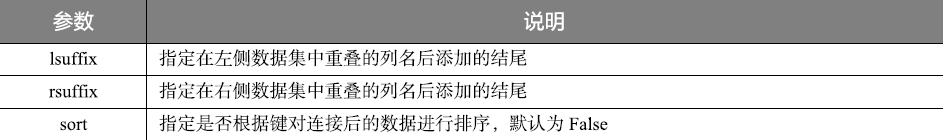 参数 说明
lsuffix 指定在左侧数据集中重叠的列名后添加的结尾
rsuffix 指定在右侧数据集中重叠的列名后添加的结尾
sort 指定是否根据键对连接后的数据进行排序，默认为 False